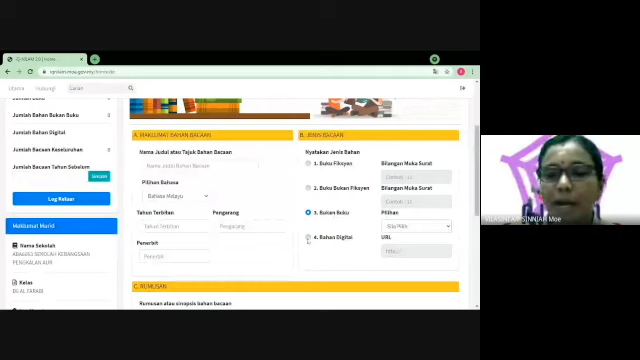 Utama
Hubungi
Carian
Jumlah Bahan Bukan Buku
Jumlah Bahan Digital
Jumlah Bacaan Keseluruhan
Jumlah Bacaan Tahun Sebelum
Log Keluar
Maklumat Murid
Nama Sekolah
PENGKALAN AUR
Kelas
A. MAKLUMAT BAHAN BACAAN
Nama Judul atau Tajuk Bahan Bacaan
Nama Judul Bahan Bacaan
Pilihan Bahasa
Bahasa Melayu
Tahun Terbitan
Pengarang
Tahun Terbitan
Pengarang
Penerbit
Penerbit
B. JENIS BACAAN
Nyatakan Jenis Bahan
1. Buku Fiksyen
Bilangan Muka Surat
2. Buku Bukan Fiksyen
Bilangan Muka Surat
3. Bukan Buku
Pilihan
Sila Pilih
4. Bahan Digital
URL
C. RUMUSAN
Rumusan atau sinopsis bahan bacaan